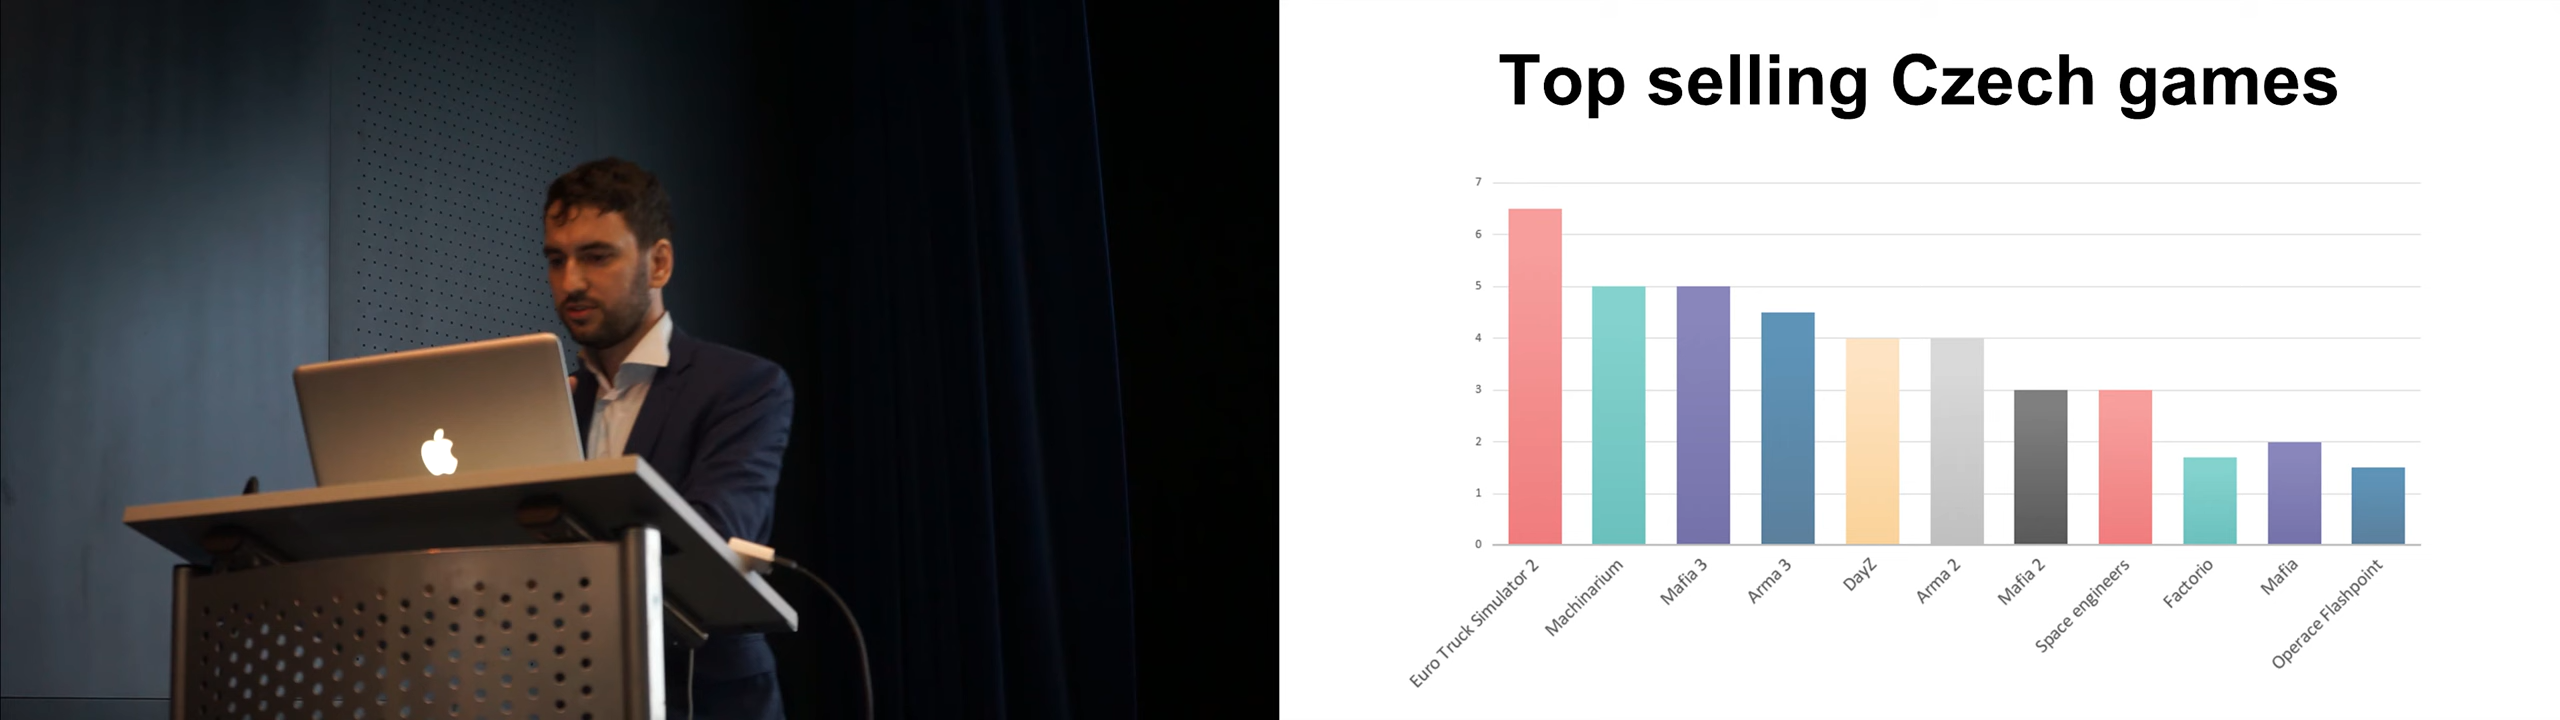 Top selling Czech games
7
6
5
4
3
2
1
0
Euro Truck Simulator 2
Machinarium
Mafia 3
Arma 3
DayZ
Arma 2
Mafia 2
Space engineers
Factorio
Mafia
Operace Flashpoint